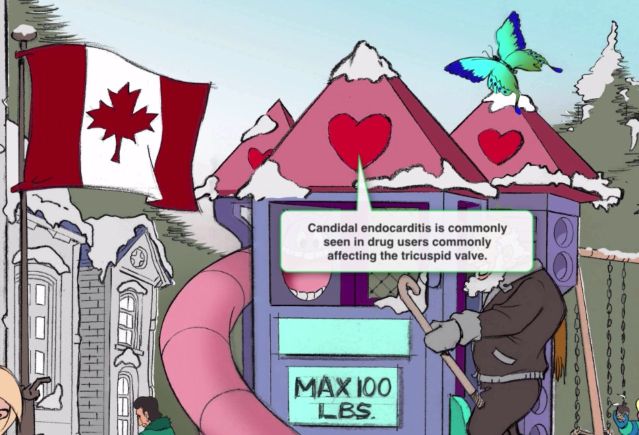 Candidal endocarditis is commonly
seen in drug users commonly
affecting the tricuspid valve.
MAX 100
LBS.